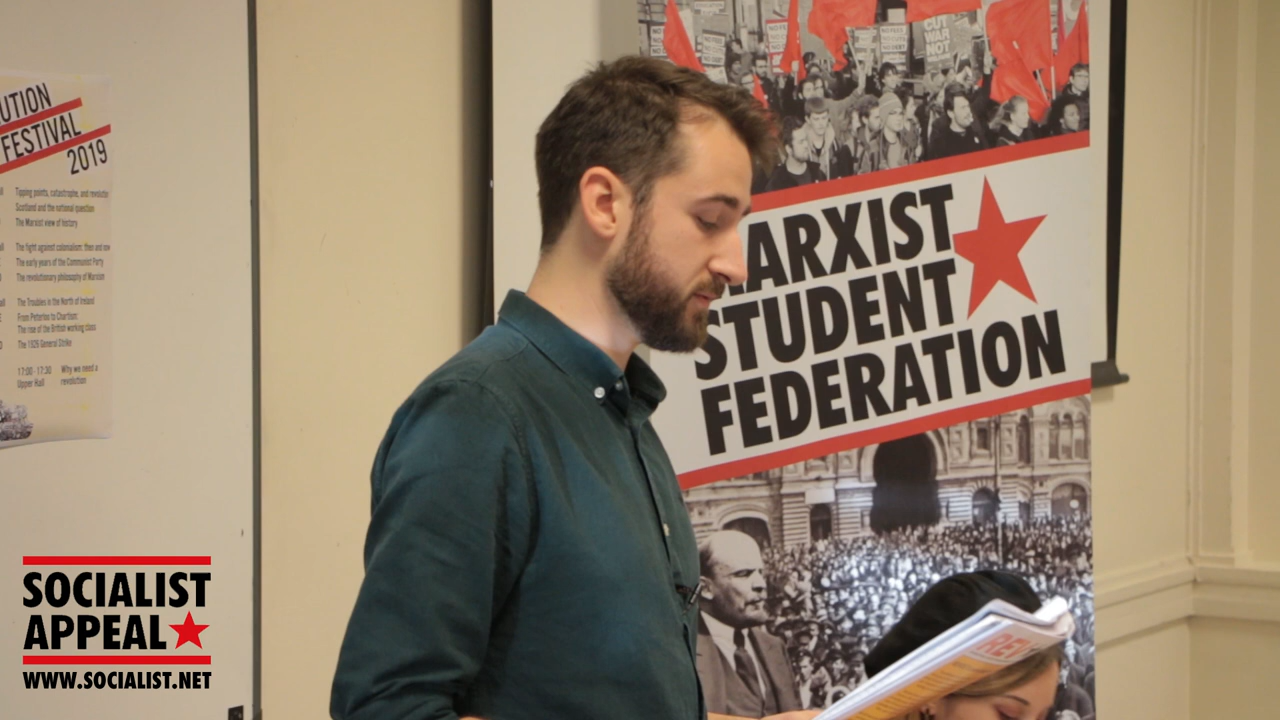 UTION
FESTIVAL
2019
Tipping points, catastrophe, and revolutio
Scotland and the national question
The Marxist view of history
The fight against colonialism: then and now
The early years of the Communist Party
The revolutionary philosophy of Marxism
The Troubles in the North of Ireland
From Peterloo to Chartism:
The rise of the British working class
The 1926 General Strike
17:00 - 17:30 Why we need a
Upper Hall revolution
CUT
WAR
NOT
ARXIST
STUDENT
FEDERATION
REV
SOCIALIST
APPEAL
WWW.SOCIALIST.NET